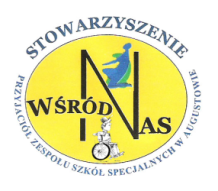 STOWARZYSZENIE
WŚRÓD NAS
PRZYJACIÓŁ ZESPOŁU SZKÓŁ SPECJALNYCH W AUGUSTOWIE